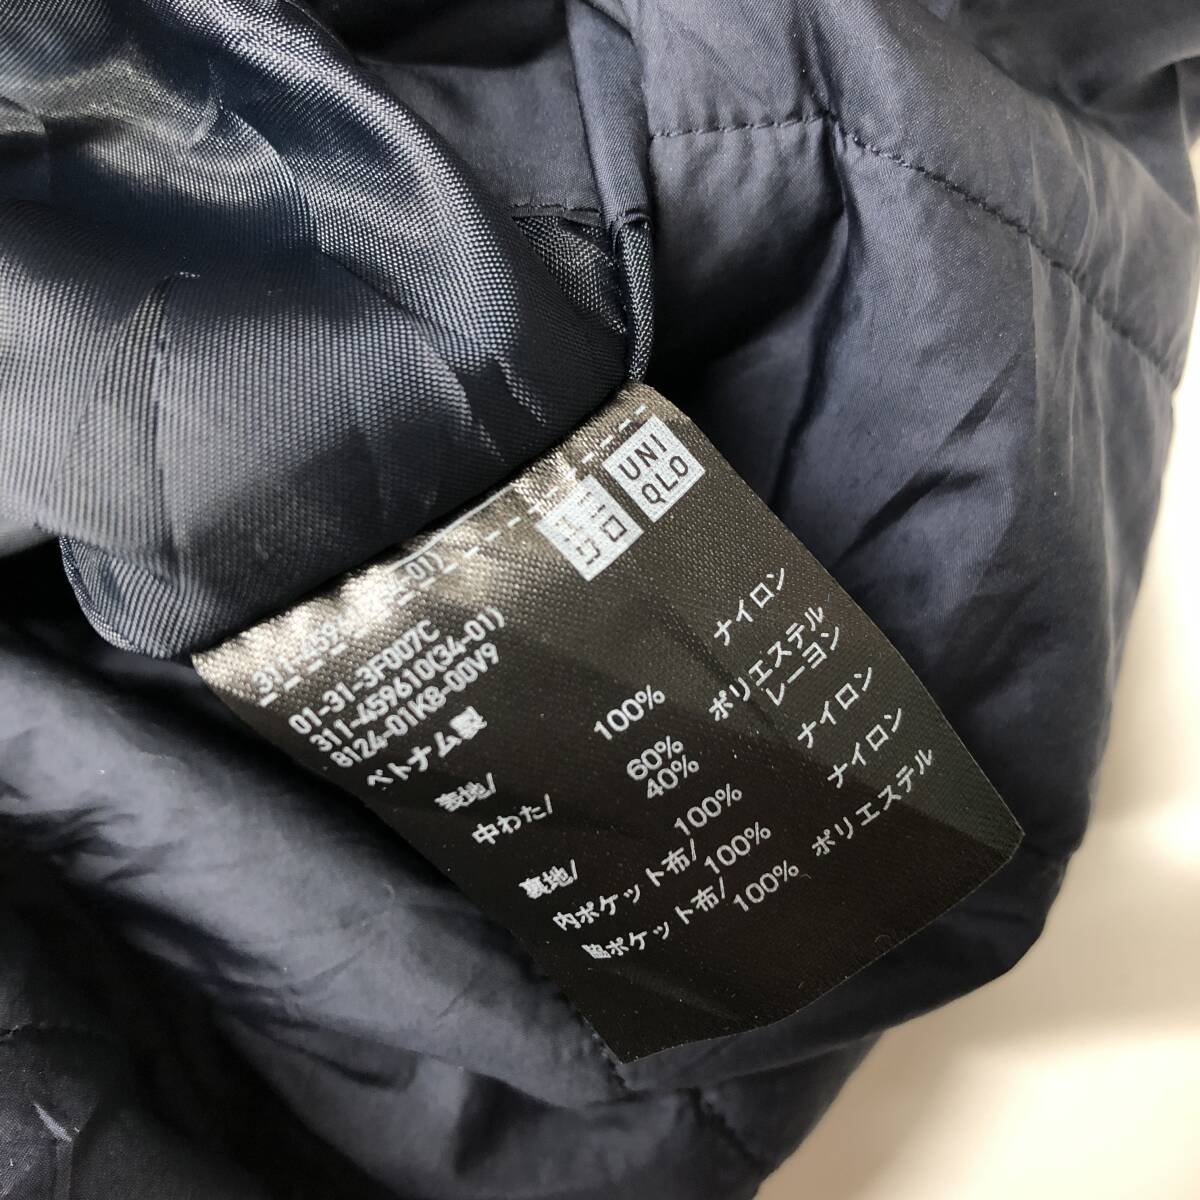 ユニ
クロ
UNI
QLO
01-31-3F007C
311-459610(34-01)
8124-01K8-00V9
ベトナム製
表地/ 100% ナイロン
中わた/ 60% ポリエステル
40% レーヨン
裏地/ 100% ナイロン
内ポケット布/ 100% ナイロン
脇ポケット布/ 100% ポリエステル